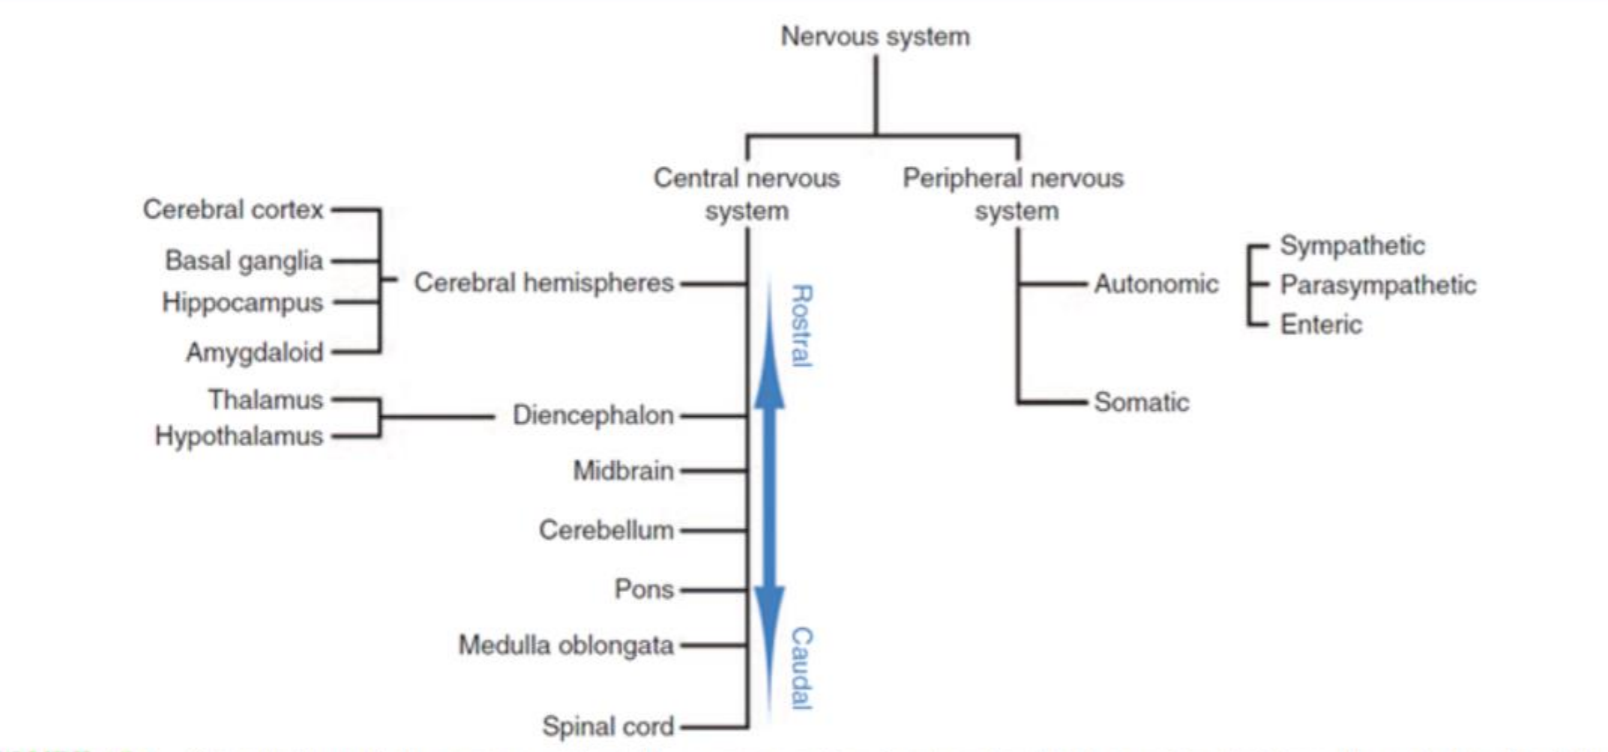 Nervous system
Central nervous
system
Peripheral nervous
system
Cerebral cortex
Basal ganglia
Hippocampus
Amygdaloid
Cerebral hemispheres
Thalamus
Hypothalamus
Diencephalon
Midbrain
Cerebellum
Pons
Medulla oblongata
Spinal cord
Rostral
Caudal
Autonomic
Sympathetic
Parasympathetic
Enteric
Somatic